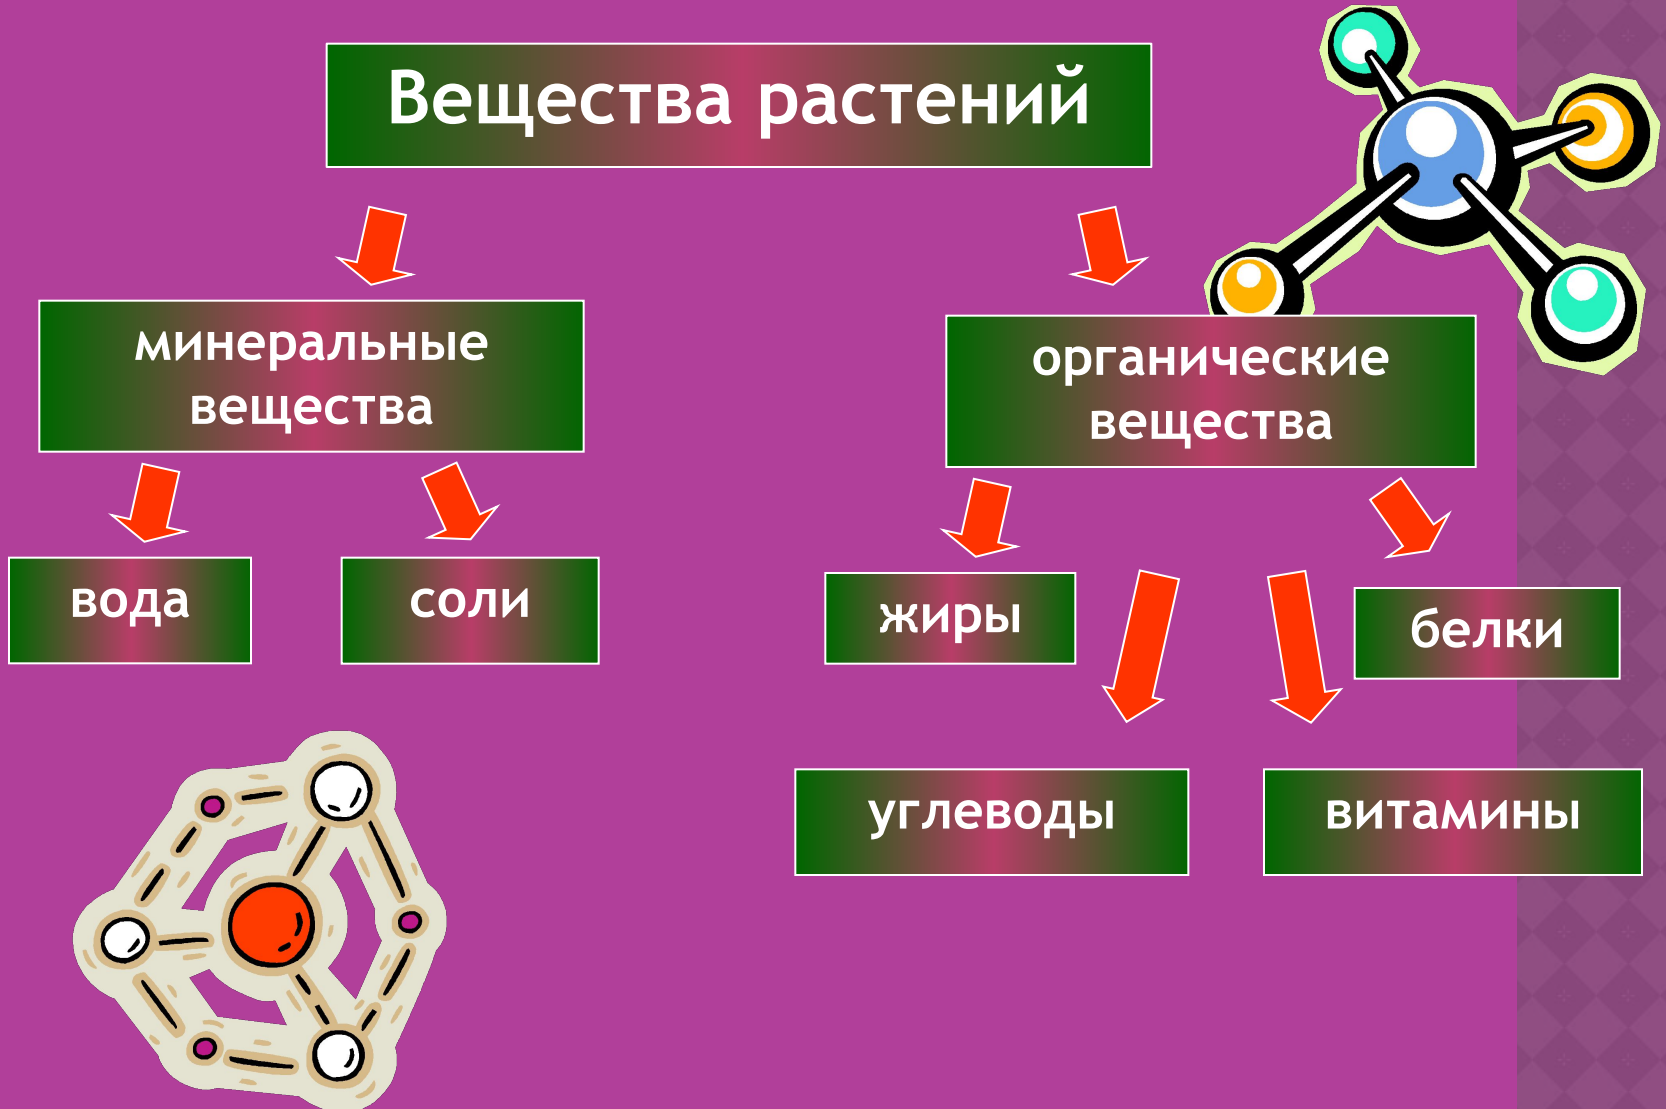 Вещества растений
минеральные
вещества
органические
вещества
вода
соли
жиры
белки
углеводы
витамины